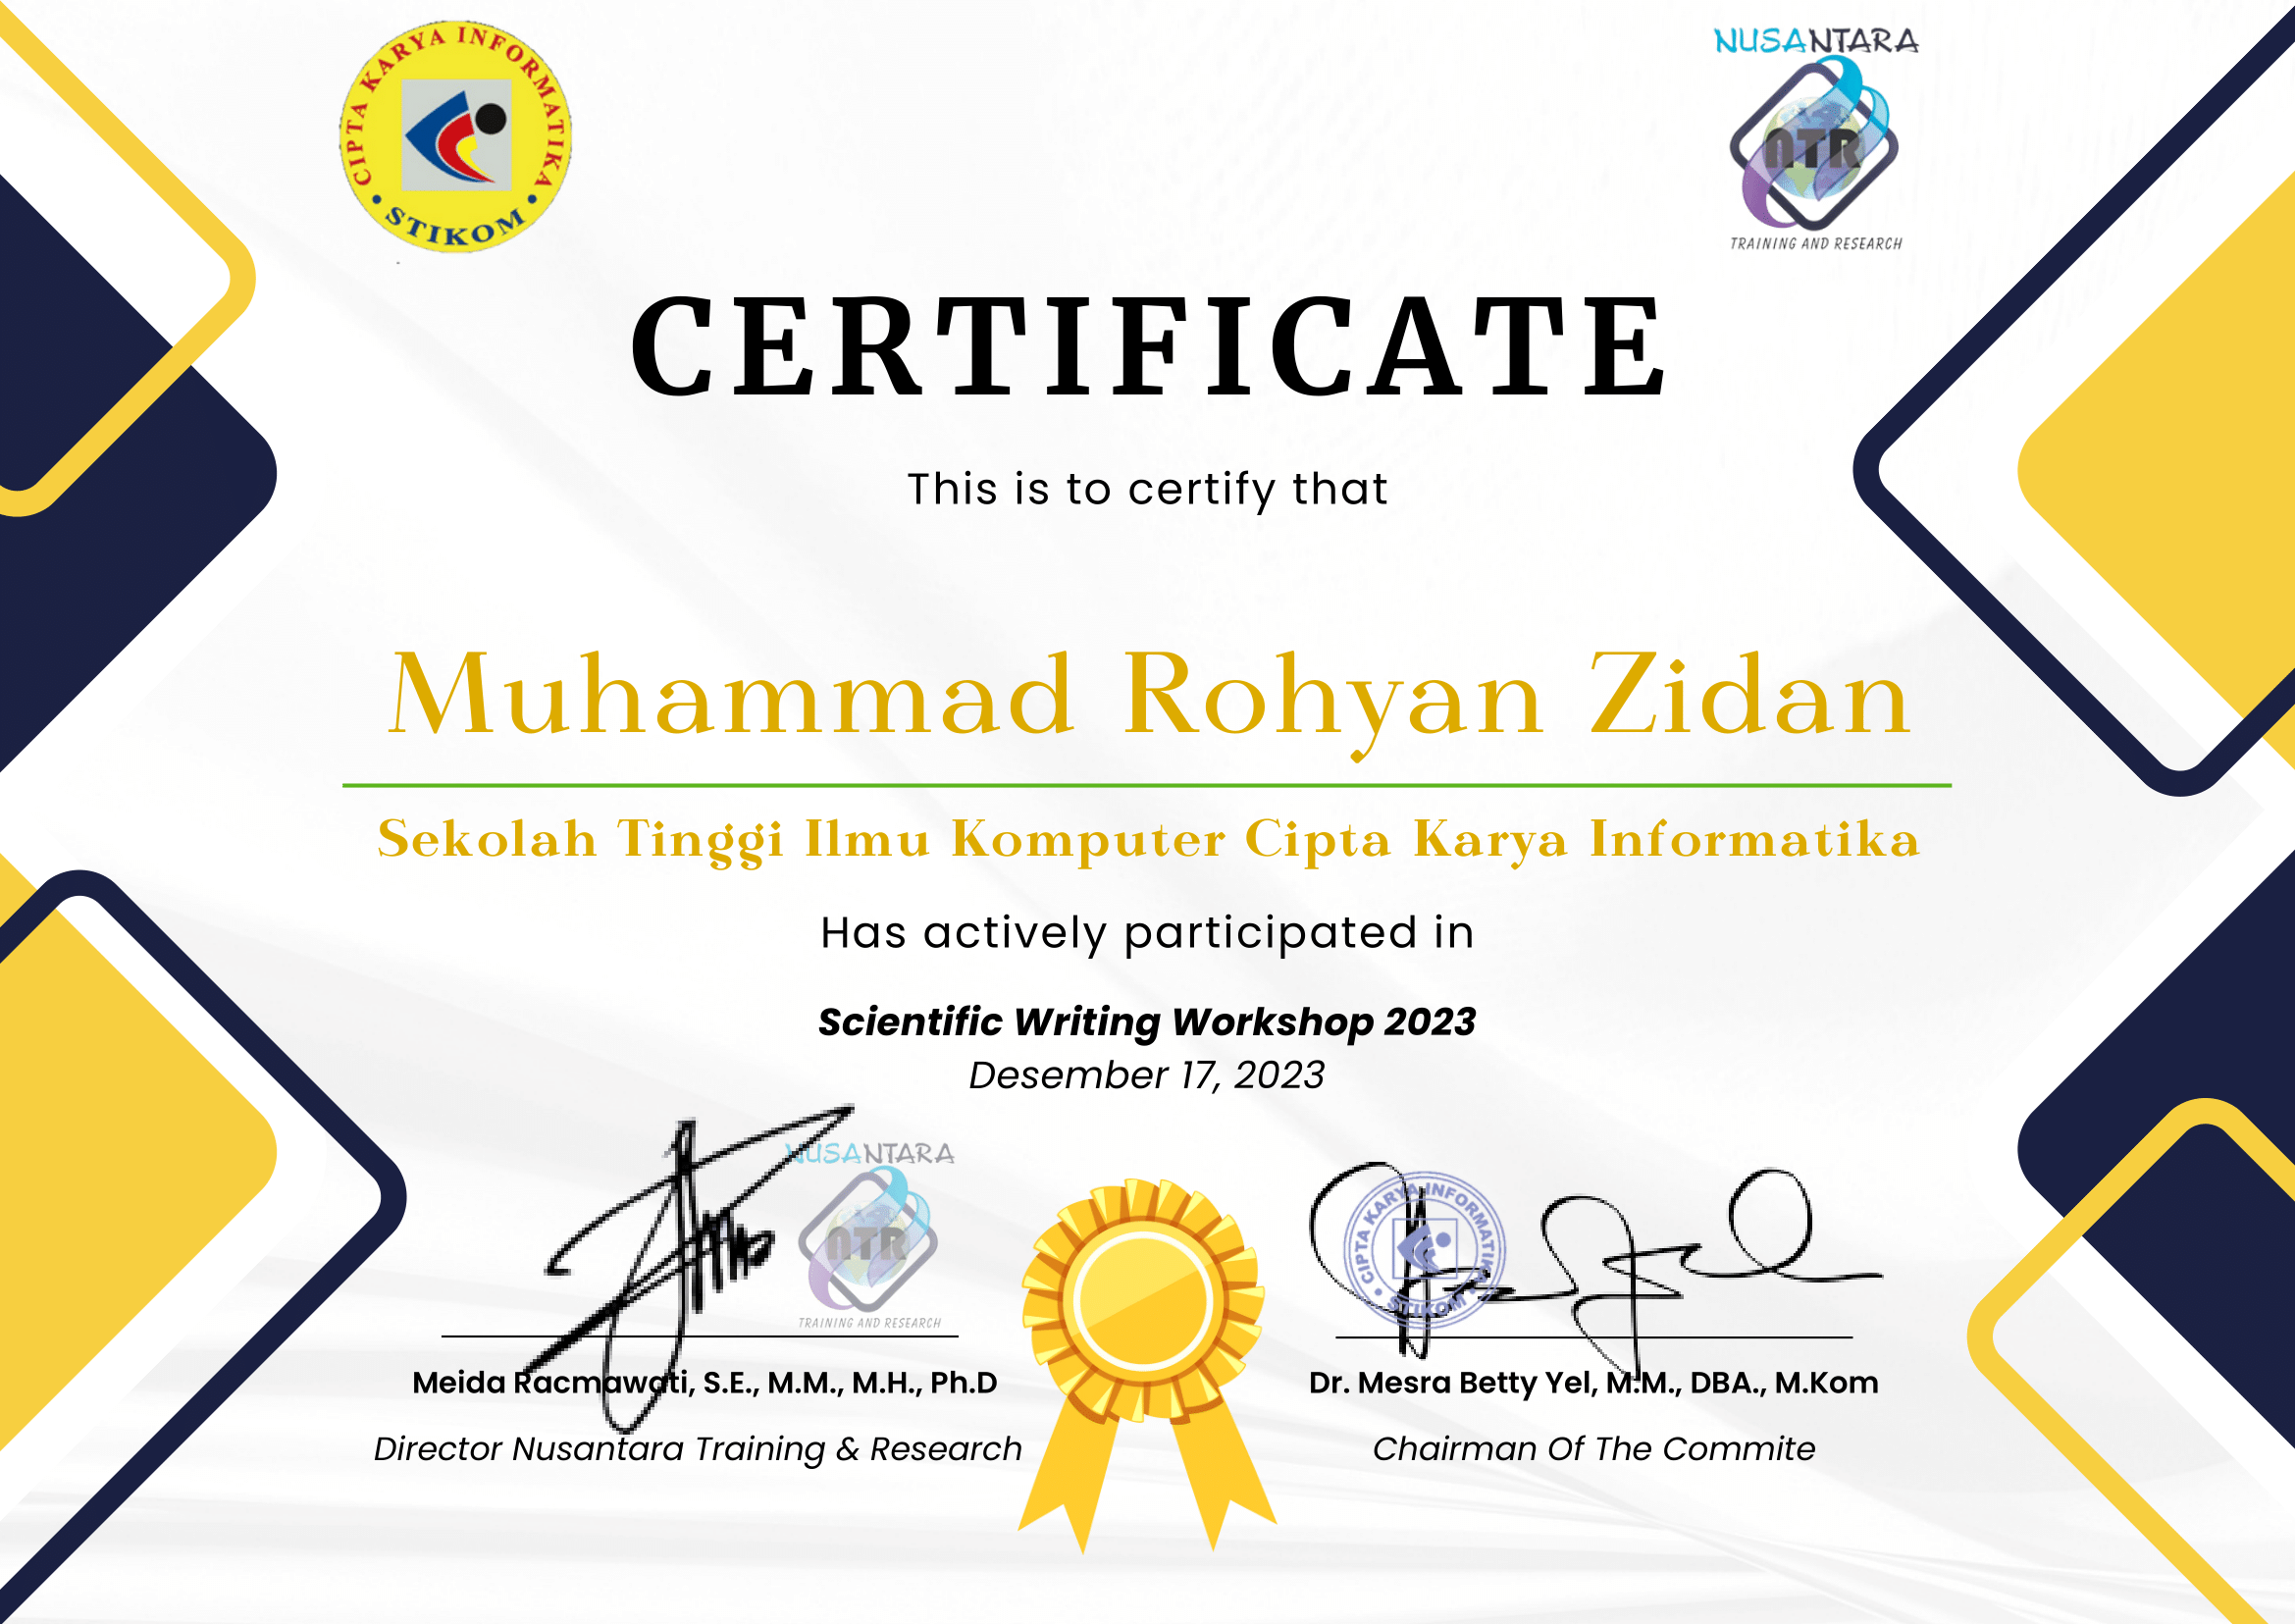 CIPTA KARYA INFORMATIKA
STIKOM
NUSANTARA
NTR
TRAINING AND RESEARCH
CERTIFICATE
This is to certify that
Muhammad Rohyan Zidan
Sekolah Tinggi Ilmu Komputer Cipta Karya Informatika
Has actively participated in
Scientific Writing Workshop 2023
Desember 17, 2023
NUSANTARA
NTR
TRAINING AND RESEARCH
CIPTA KARYA INFORMATIKA
STIKOM
Meida Racmawati, S.E., M.M., M.H., Ph.D
Dr. Mesra Betty Yel, M.M., DBA., M.Kom
Director Nusantara Training & Research
Chairman Of The Commite